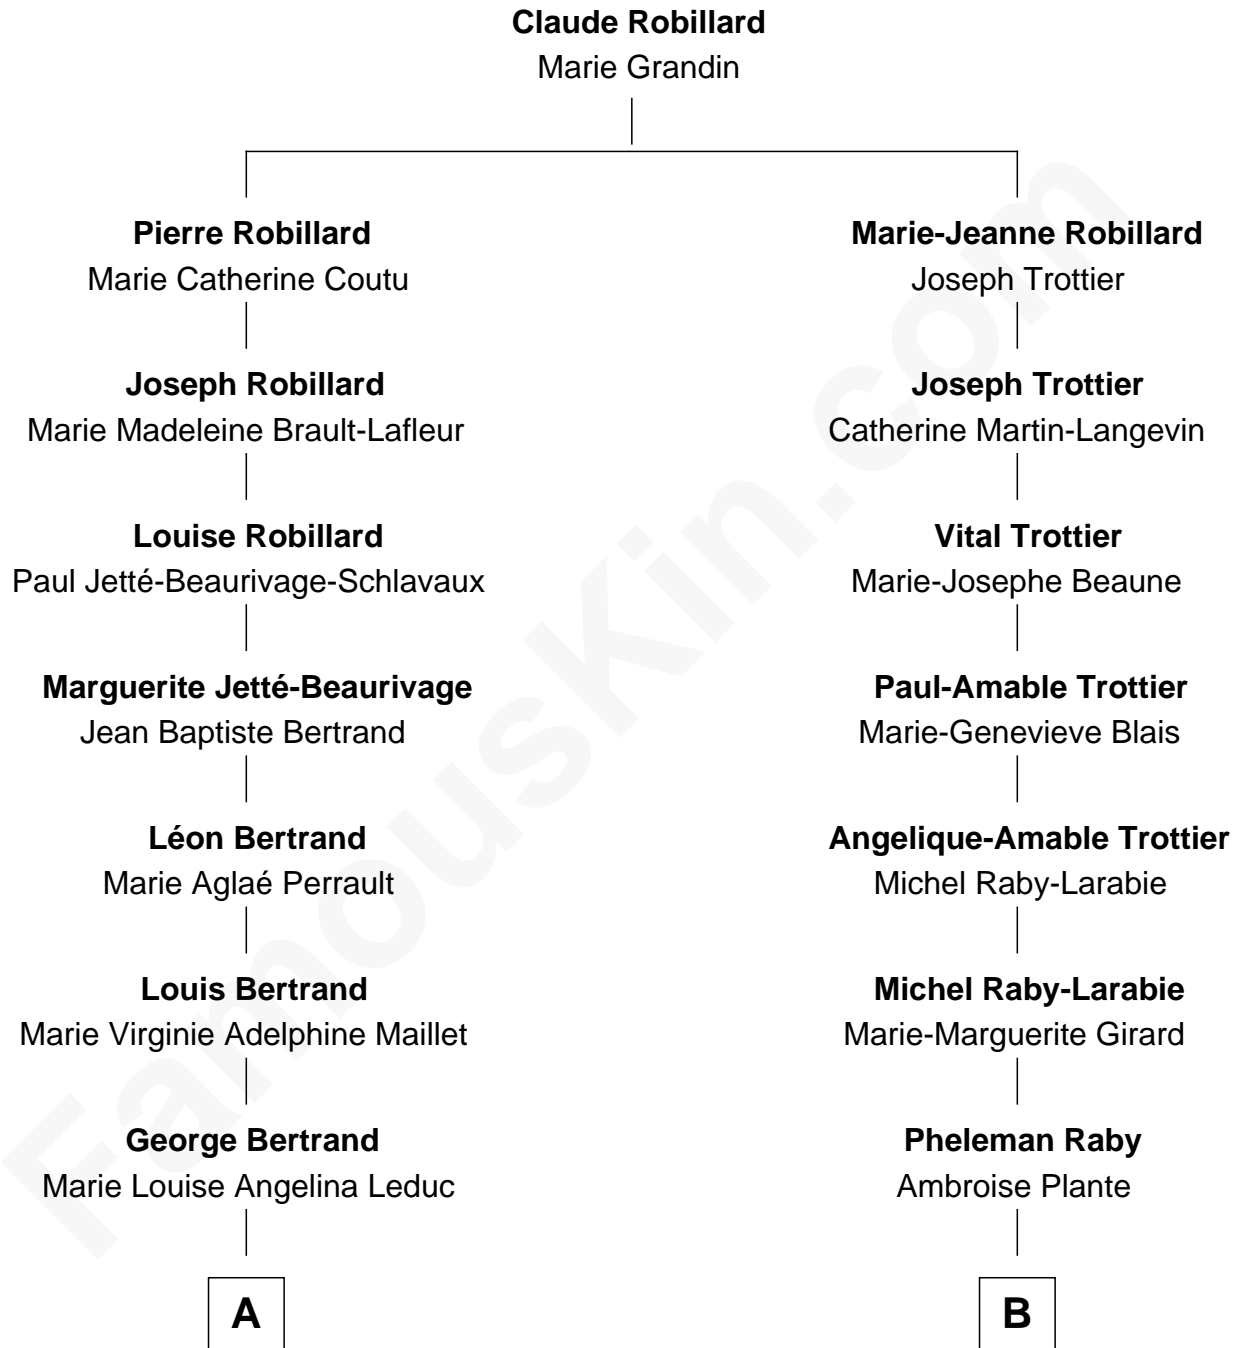 Claude Robillard
Marie Grandin
Pierre Robillard
Marie Catherine Coutu
Joseph Robillard
Marie Madeleine Brault-Lafleur
Louise Robillard
Paul Jetté-Beaurivage-Schlavaux
Marguerite Jetté-Beaurivage
Jean Baptiste Bertrand
Léon Bertrand
Marie Aglaé Perrault
Louis Bertrand
Marie Virginie Adelphine Maillet
George Bertrand
Marie Louise Angelina Leduc
A
Marie-Jeanne Robillard
Joseph Trottier
Joseph Trottier
Catherine Martin-Langevin
Vital Trottier
Marie-Josephe Beaune
Paul-Amable Trottier
Marie-Genevieve Blais
Angelique-Amable Trottier
Michel Raby-Larabie
Michel Raby-Larabie
Marie-Marguerite Girard
Pheleman Raby
Ambroise Plante
B
FamousKin.com